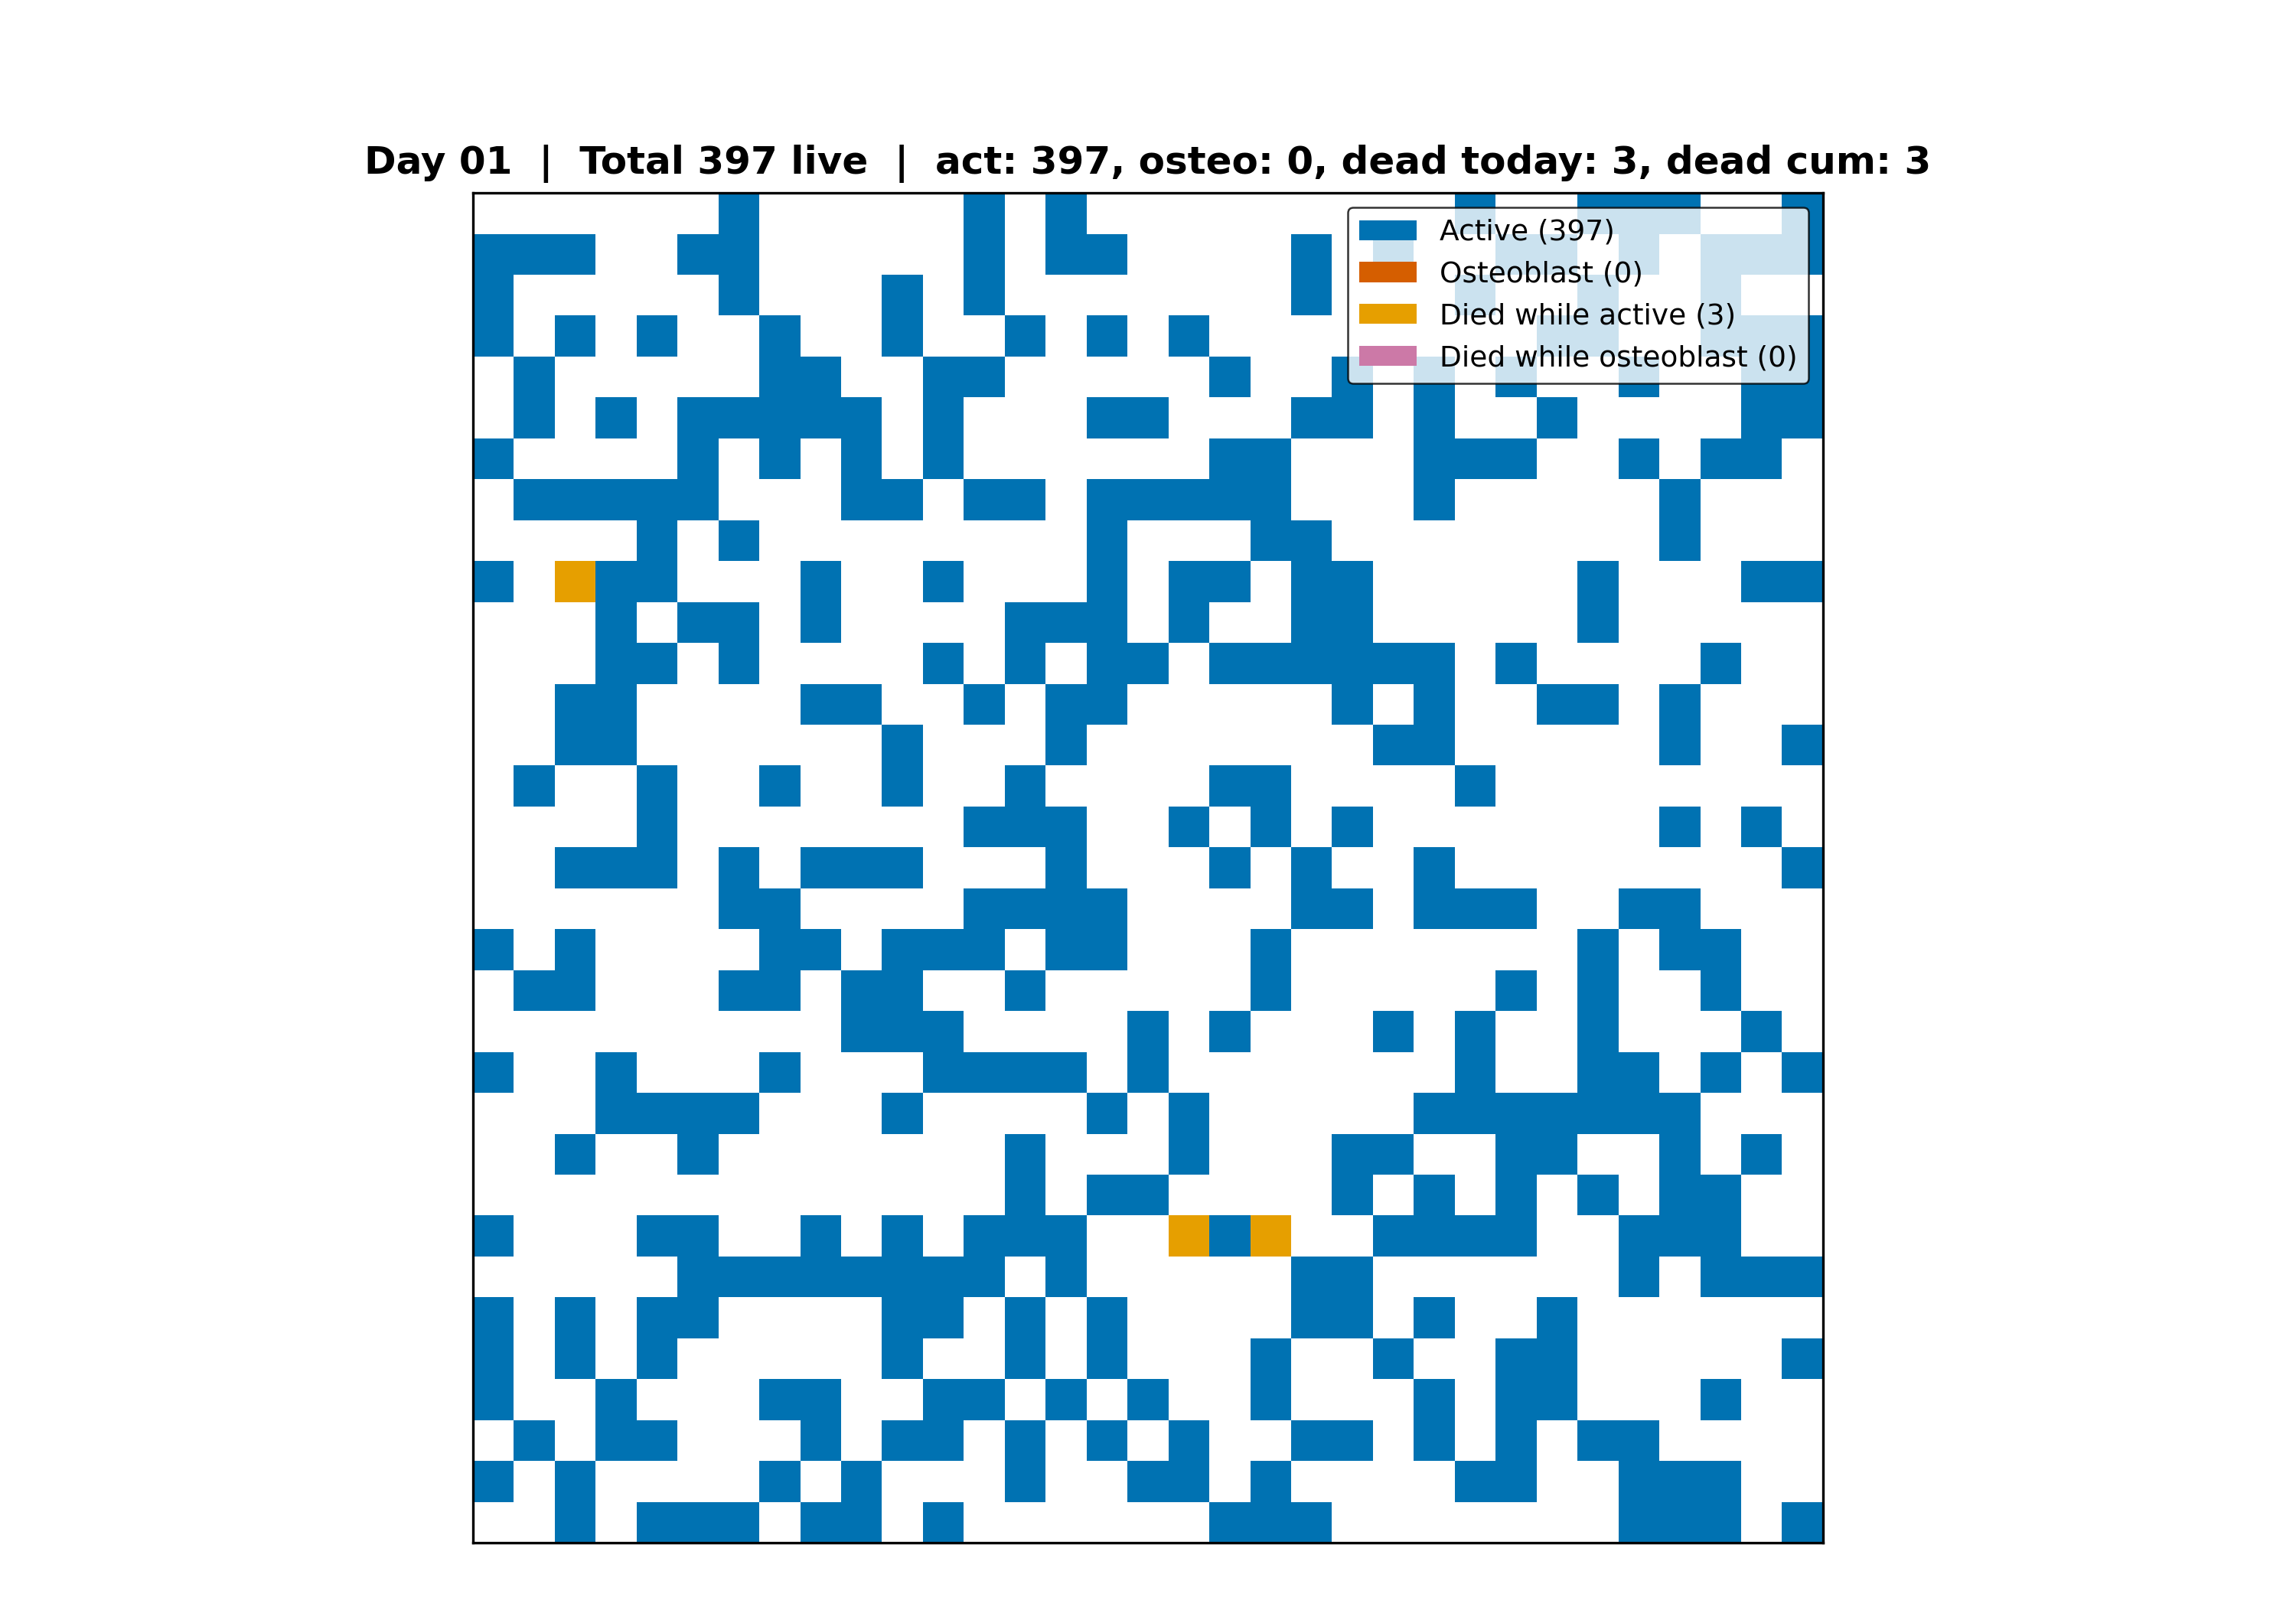 Day 01 | Total 397 live | act: 397, osteo: 0, dead today: 3, dead cum: 3
Active (397)
Osteoblast (0)
Died while active (3)
Died while osteoblast (0)